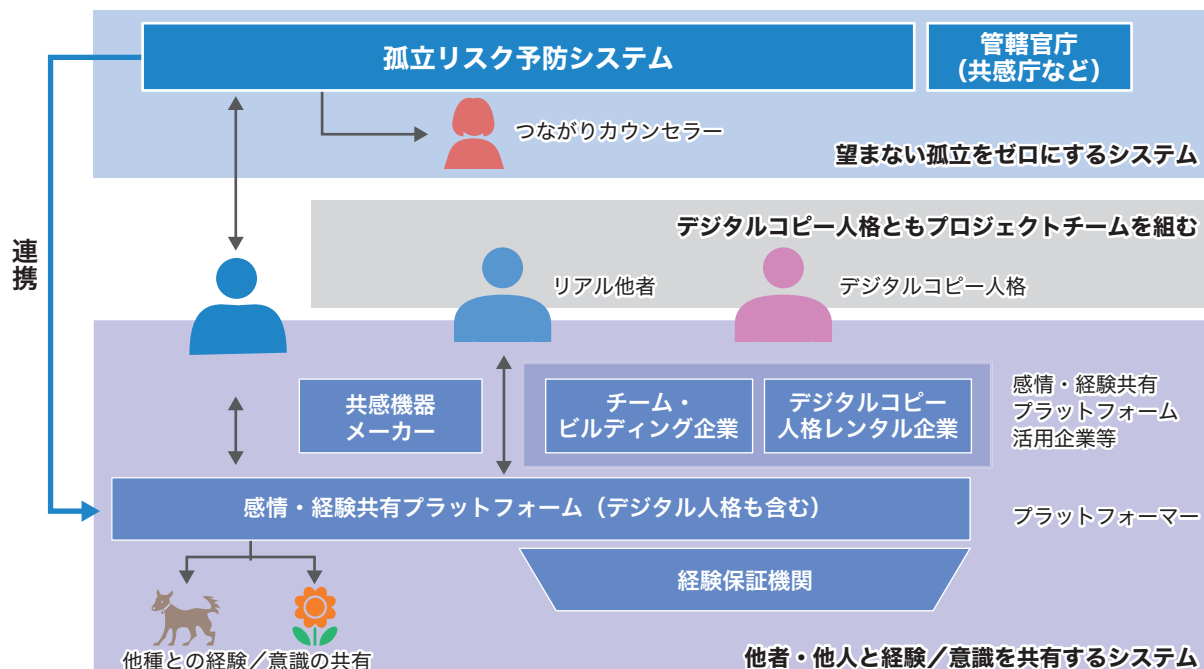 孤立リスク予防システム
管轄官庁
（共感庁など）
つながりカウンセラー
望まない孤立をゼロにするシステム
連携
デジタルコピー人格ともプロジェクトチームを組む
リアル他者
デジタルコピー人格
共感機器
メーカー
チーム・
ビルディング企業
デジタルコピー
人格レンタル企業
感情・経験共有
プラットフォーム
活用企業等
感情・経験共有プラットフォーム（デジタル人格も含む）
プラットフォーマー
経験保証機関
他種との経験／意識の共有
他者・他人と経験／意識を共有するシステム